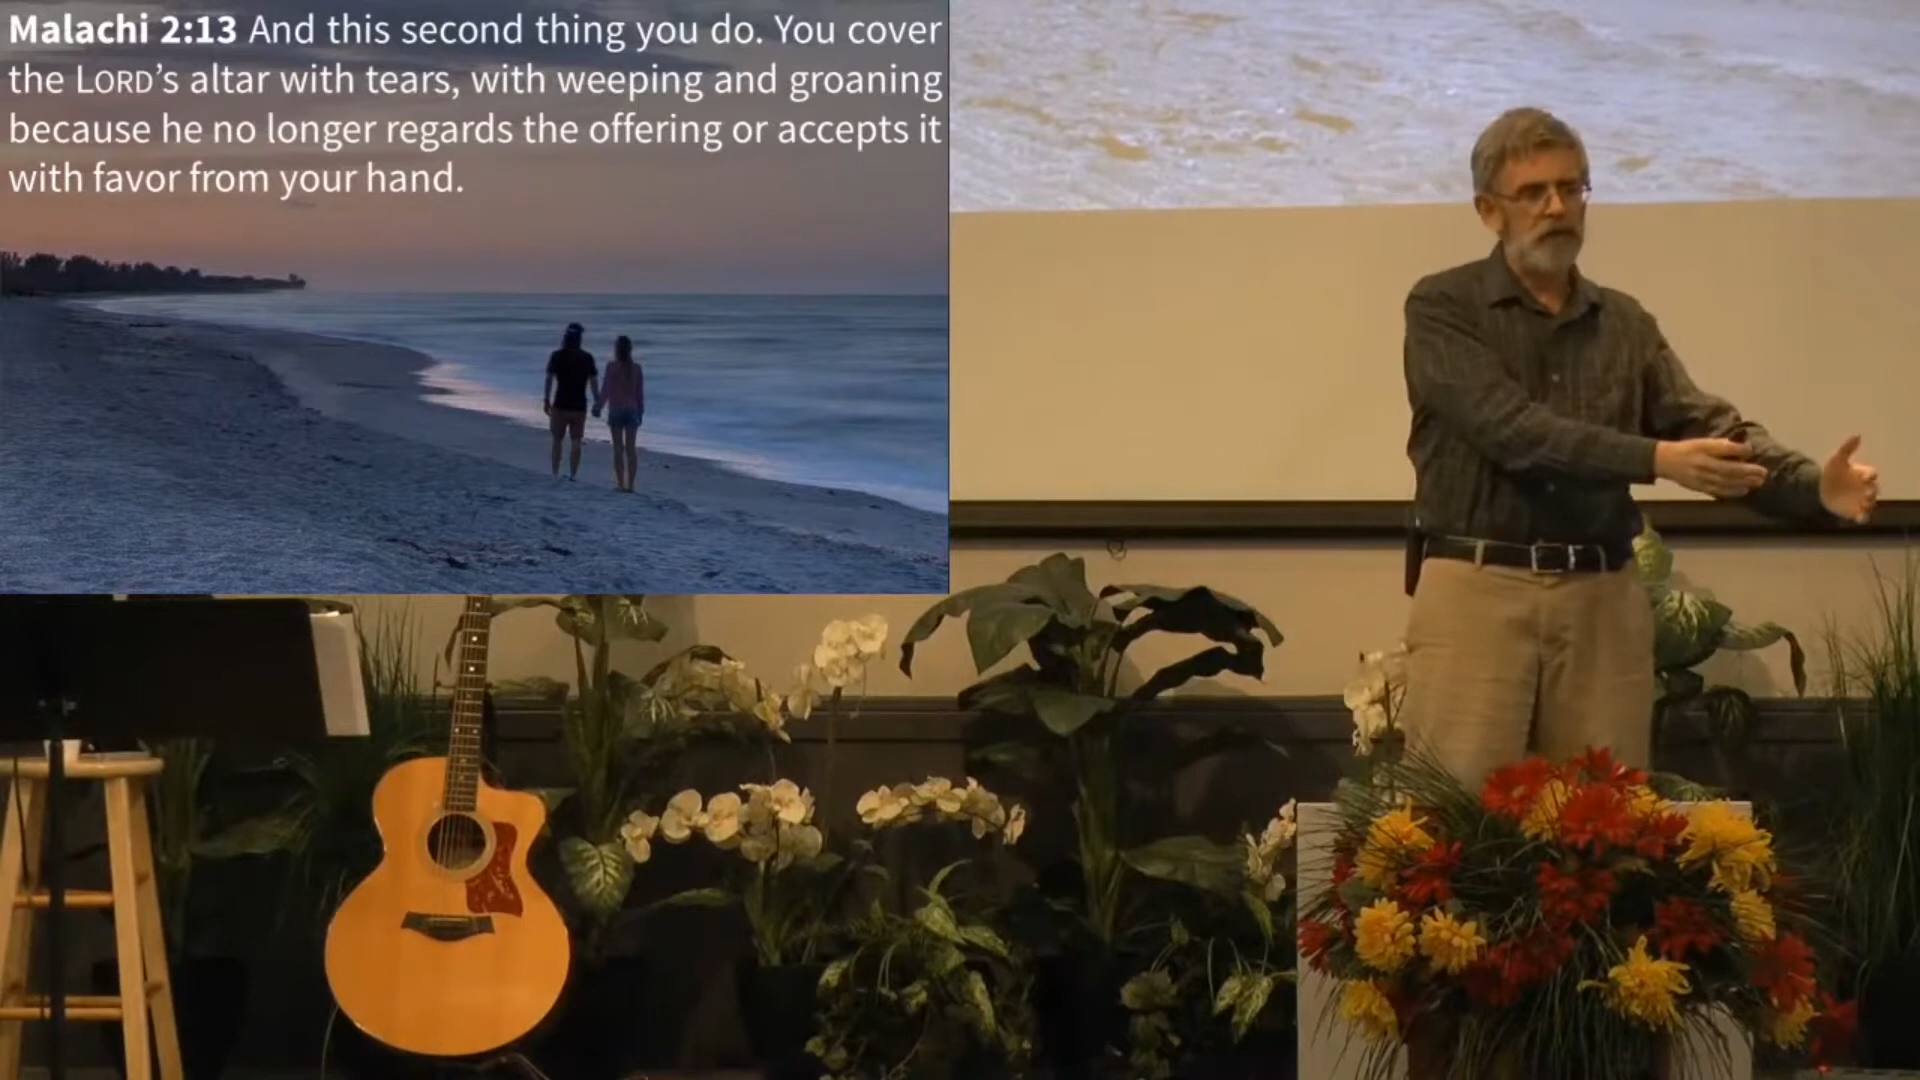 Malachi 2:13 And this second thing you do. You cover
the LORD’s altar with tears, with weeping and groaning
because he no longer regards the offering or accepts it
with favor from your hand.